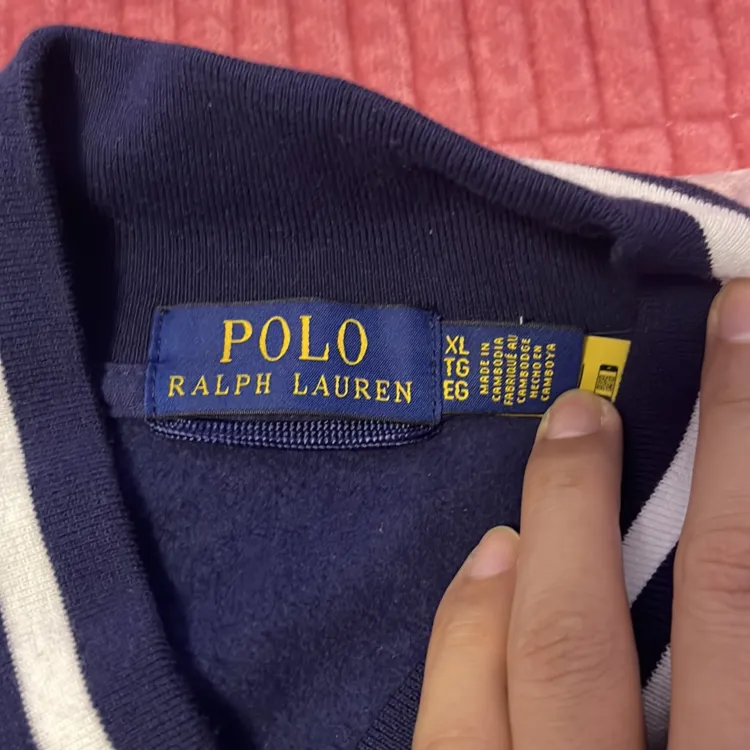 POLO
RALPH LAUREN
XL
TG
EG
MADE IN
CAMBODIA
FABRIQUÉ AU
CAMBODGE
HECHO EN
CAMBOYA